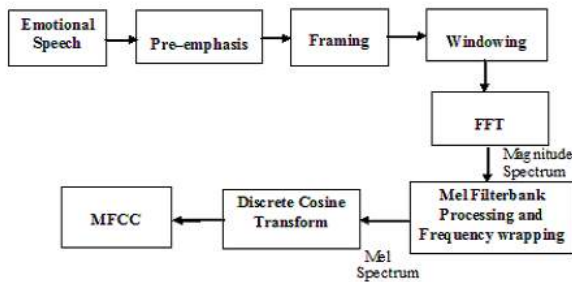 Emotional
Speech
Pre–emphasis
Framing
Windowing
FFT
Magnitude
Spectrum
Mel Filterbank
Processing and
Frequency wrapping
Mel
Spectrum
Discrete Cosine
Transform
MFCC